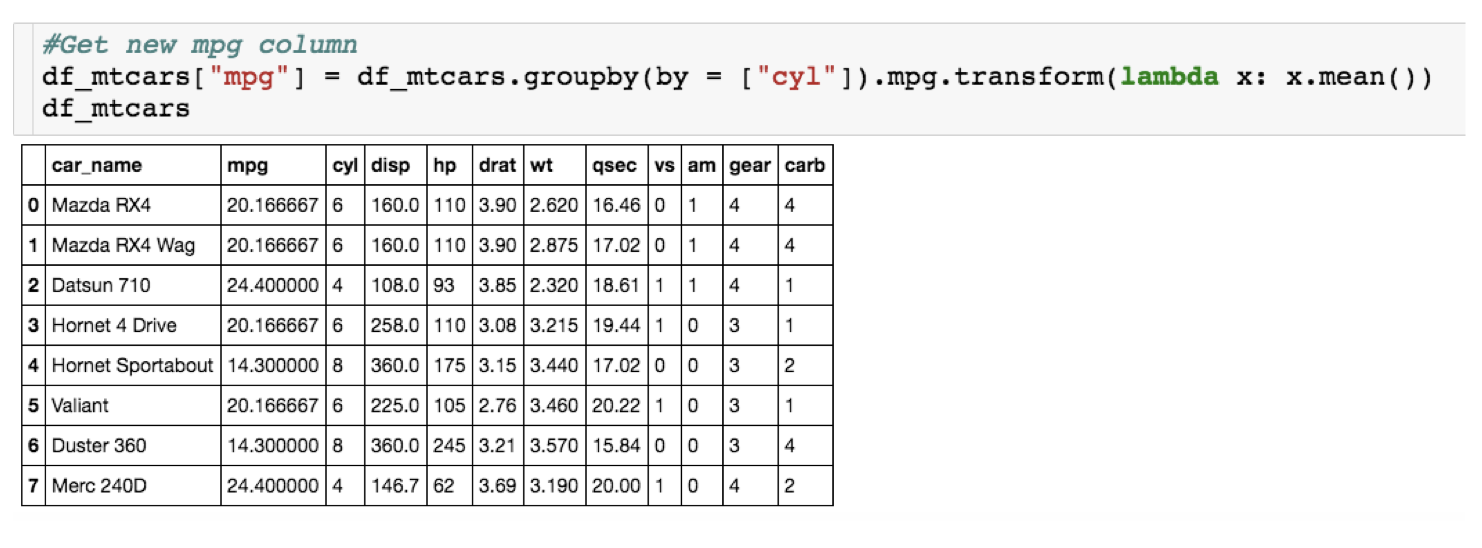 #Get new mpg column
df_mtcars["mpg"] = df_mtcars.groupby(by = ["cyl"]).mpg.transform(lambda x: x.mean())
df_mtcars
car_name mpg cyl disp hp drat wt qsec vs am gear carb
0 Mazda RX4 20.166667 6 160.0 110 3.90 2.620 16.46 0 1 4 4
1 Mazda RX4 Wag 20.166667 6 160.0 110 3.90 2.875 17.02 0 1 4 4
2 Datsun 710 24.400000 4 108.0 93 3.85 2.320 18.61 1 1 4 1
3 Hornet 4 Drive 20.166667 6 258.0 110 3.08 3.215 19.44 1 0 3 1
4 Hornet Sportabout 14.300000 8 360.0 175 3.15 3.440 17.02 0 0 3 2
5 Valiant 20.166667 6 225.0 105 2.76 3.460 20.22 1 0 3 1
6 Duster 360 14.300000 8 360.0 245 3.21 3.570 15.84 0 0 3 4
7 Merc 240D 24.400000 4 146.7 62 3.69 3.190 20.00 1 0 4 2